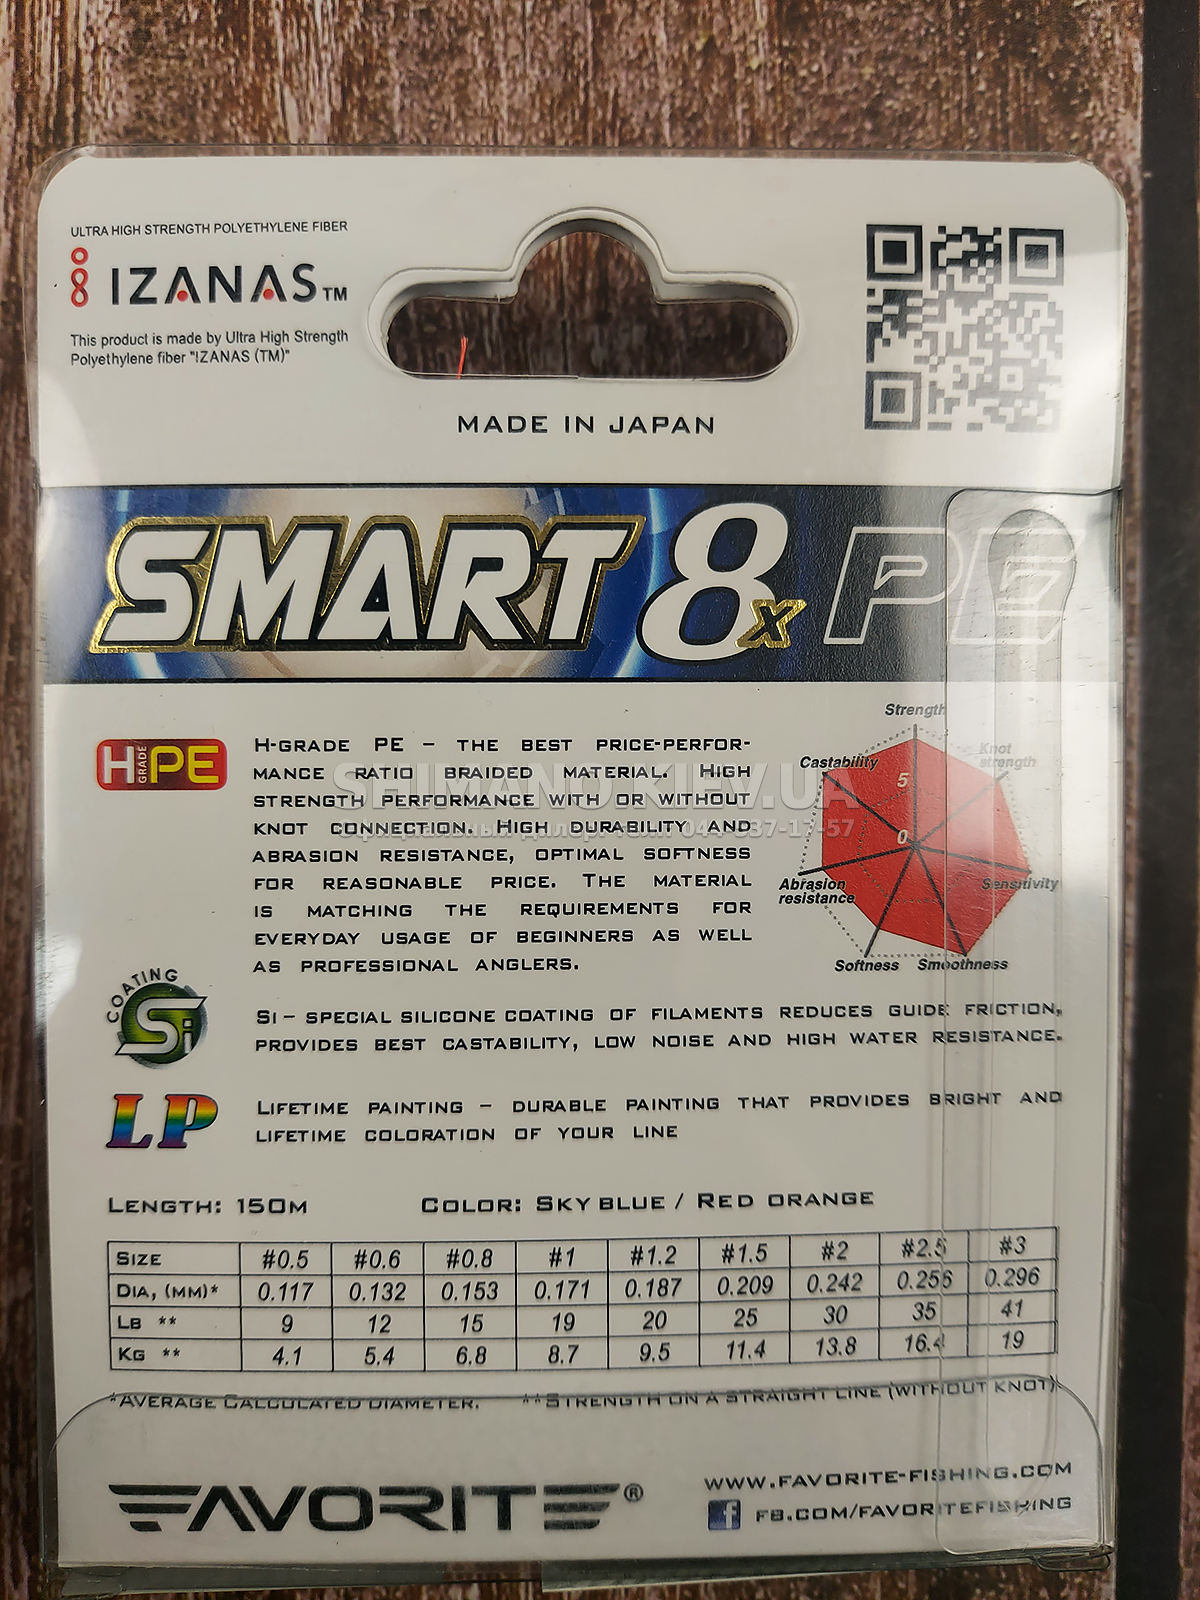 ULTRA HIGH STRENGTH POLYETHYLENE FIBER
IZANAS TM
This product is made by Ultra High Strength
Polyethylene fiber "IZANAS (TM)"
MADE IN JAPAN
SMART 8x PE
H GRADE PE
H-GRADE PE – THE BEST PRICE-PERFOR-
MANCE RATIO BRAIDED MATERIAL. HIGH
STRENGTH PERFORMANCE WITH OR WITHOUT
KNOT CONNECTION. HIGH DURABILITY AND
ABRASION RESISTANCE, OPTIMAL SOFTNESS
FOR REASONABLE PRICE. THE MATERIAL
IS MATCHING THE REQUIREMENTS FOR
EVERYDAY USAGE OF BEGINNERS AS WELL
AS PROFESSIONAL ANGLERS.
Strength
Knot
strength
Castability
5
0
Abrasion
resistance
Sensitivity
Softness Smoothness
SHIMANO.KIEV.UA
COATING
Si
SI – SPECIAL SILICONE COATING OF FILAMENTS REDUCES GUIDE FRICTION,
PROVIDES BEST CASTABILITY, LOW NOISE AND HIGH WATER RESISTANCE.
LP
LIFETIME PAINTING – DURABLE PAINTING THAT PROVIDES BRIGHT AND
LIFETIME COLORATION OF YOUR LINE
LENGTH: 150M COLOR: SKY BLUE / RED ORANGE
SIZE #0.5 #0.6 #0.8 #1 #1.2 #1.5 #2 #2.5 #3
DIA, (MM)* 0.117 0.132 0.153 0.171 0.187 0.209 0.242 0.256 0.296
LB ** 9 12 15 19 20 25 30 35 41
KG ** 4.1 5.4 6.8 8.7 9.5 11.4 13.8 16.4 19
*AVERAGE CALCULATED DIAMETER. **STRENGTH ON A STRAIGHT LINE (WITHOUT KNOT)
FAVORITE®
WWW.FAVORITE-FISHING.COM
f FB.COM/FAVORITEFISHING